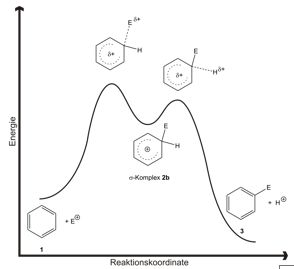 E δ+
δ+
H
E
δ+
H δ+
Energie
E
H
⊕
σ-Komplex 2b
+ E⊕
1
E
+ H⊕
3
Reaktionskoordinate